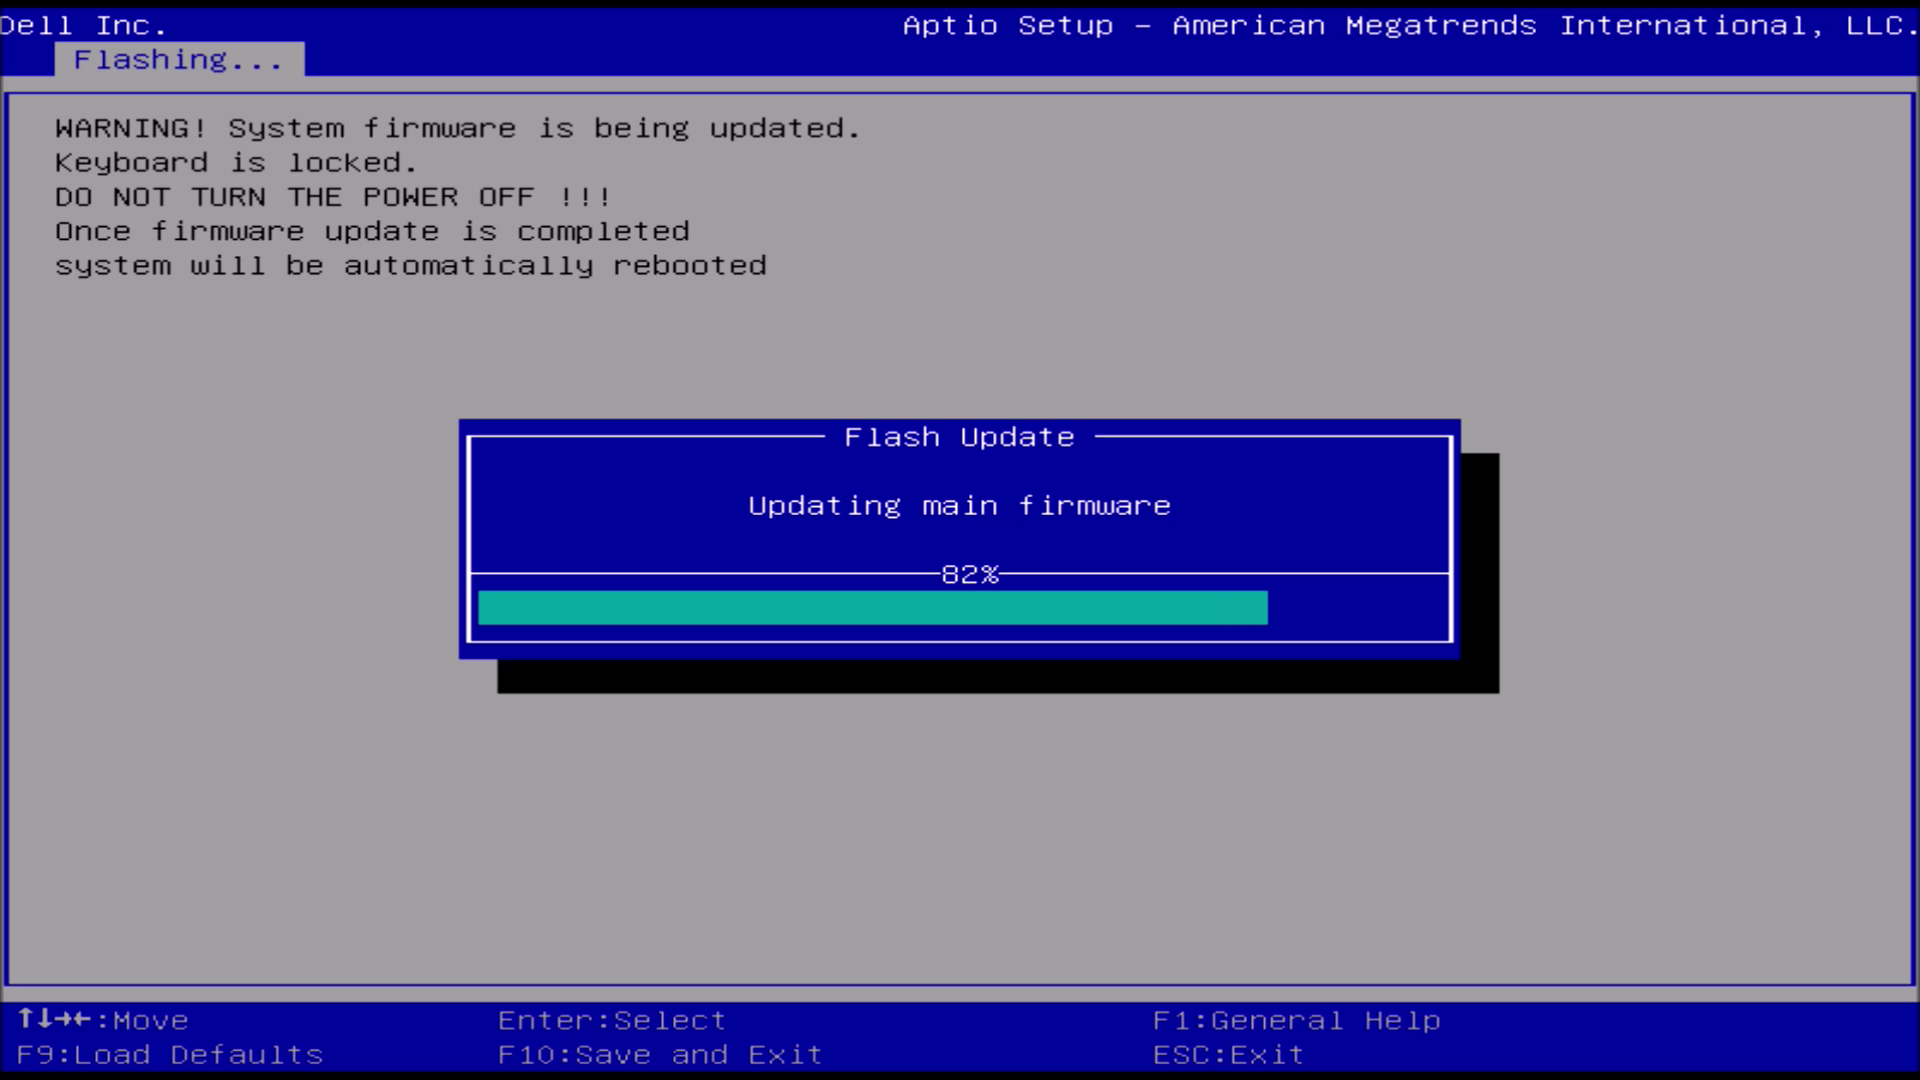 Dell Inc.
Aptio Setup - American Megatrends International, LLC.
Flashing...
WARNING! System firmware is being updated.
Keyboard is locked.
DO NOT TURN THE POWER OFF !!!
Once firmware update is completed
system will be automatically rebooted
Flash Update
Updating main firmware
82%
↑↓→←:Move
Enter:Select
F1:General Help
F9:Load Defaults
F10:Save and Exit
ESC:Exit